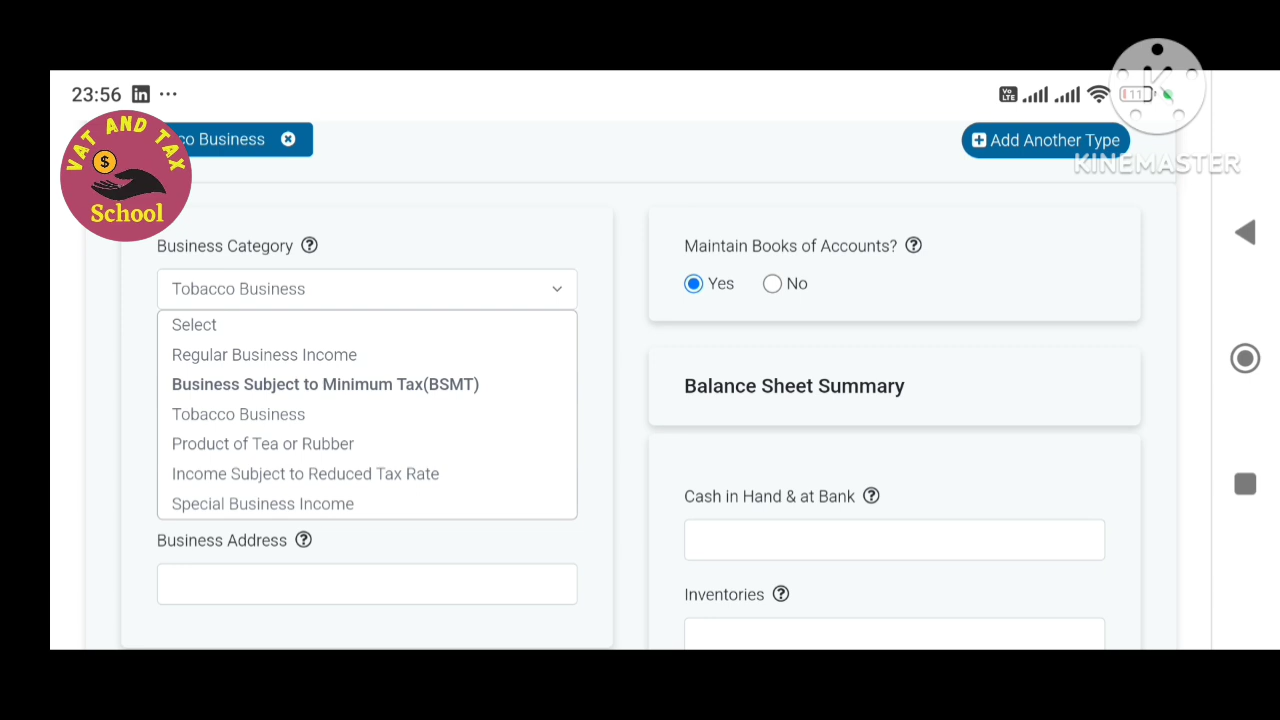 23:56
11
VAT AND TAX
School
co Business
Add Another Type
KINEMASTER
Business Category
Maintain Books of Accounts?
Yes No
Tobacco Business
Select
Regular Business Income
Business Subject to Minimum Tax(BSMT)
Tobacco Business
Product of Tea or Rubber
Income Subject to Reduced Tax Rate
Special Business Income
Balance Sheet Summary
Cash in Hand & at Bank
Business Address
Inventories